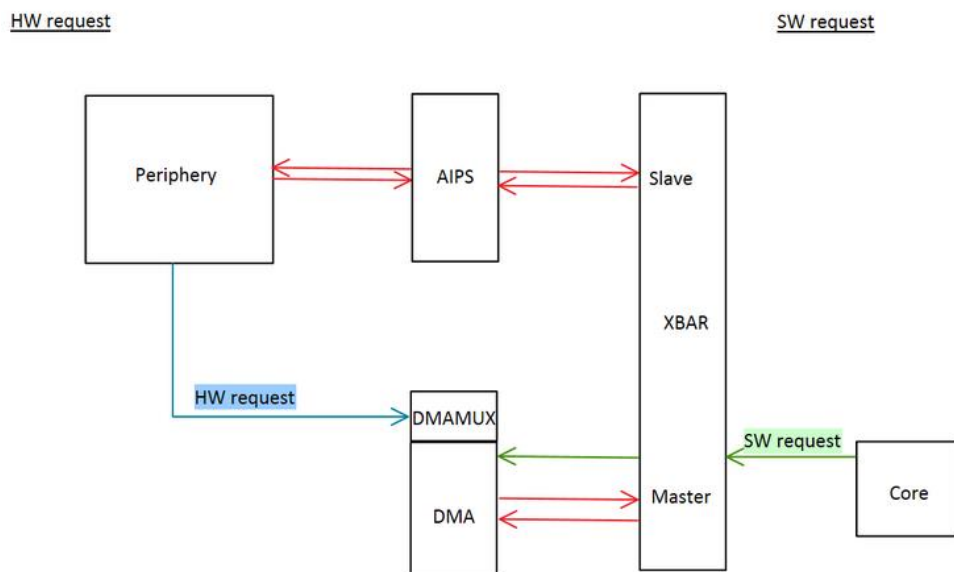 HW request
SW request
Periphery
AIPS
Slave
XBAR
HW request
DMAMUX
SW request
DMA
Master
Core